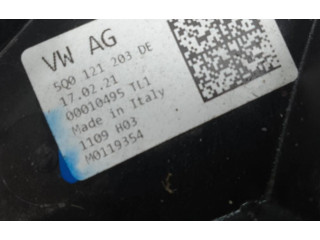 VW AG
5Q0 121 203 DE
17.02.21
00010495 TL1
Made in Italy
1109 H03
M0119354